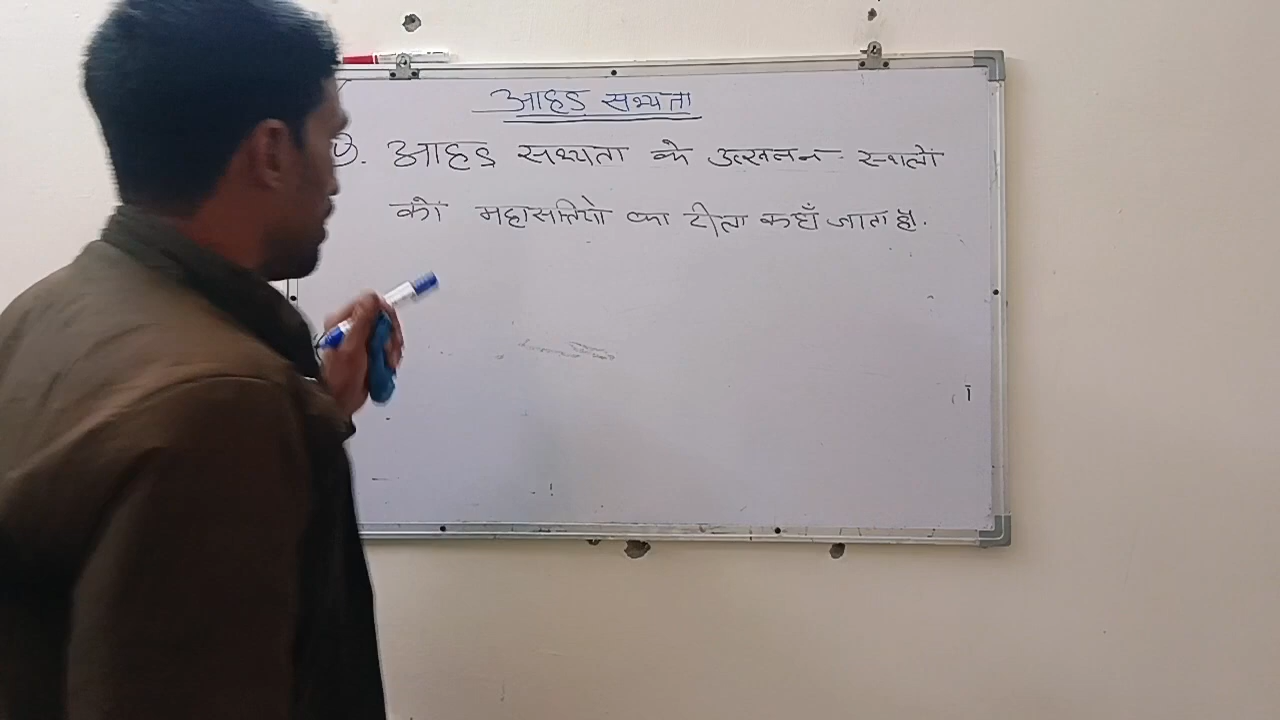 आहड सभ्यता
आहड सभ्यता के उत्खनन स्थलों
को महासत्तियो का टीला कहाँ जाता है.